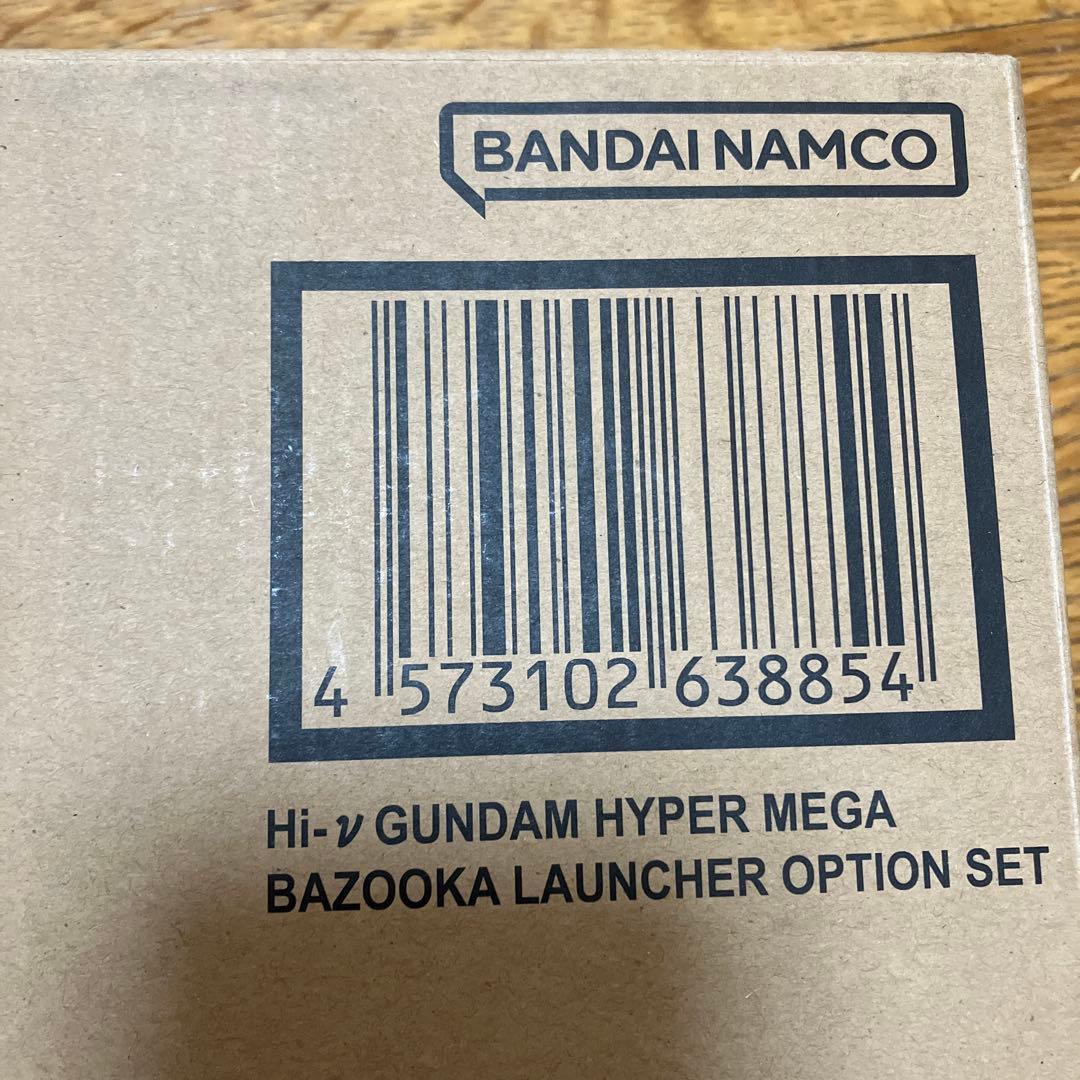 BANDAI NAMCO
4 573102 638854
Hi-ν GUNDAM HYPER MEGA
BAZOOKA LAUNCHER OPTION SET